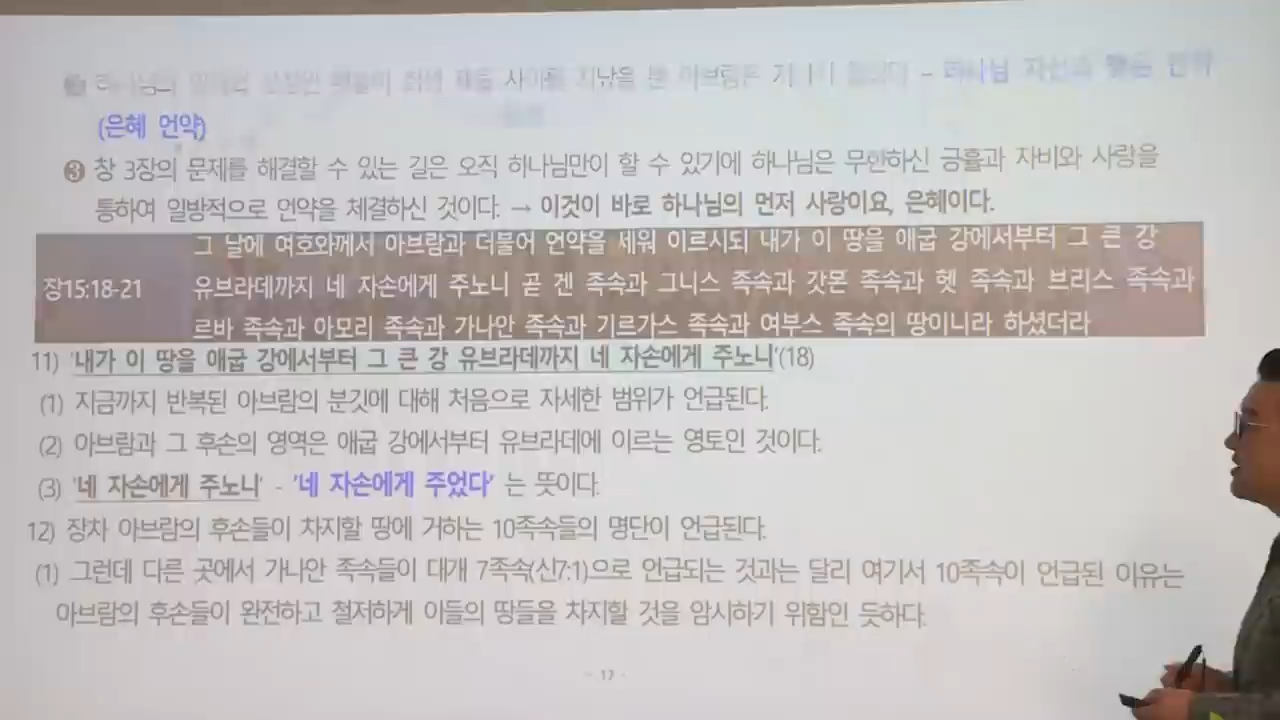 사이를 지났을 본 아브람은
(은혜 언약)
❸ 창 3장의 문제를 해결할 수 있는 길은 오직 하나님만이 할 수 있기에 하나님은 무한하신 긍휼과 자비와 사랑을
통하여 일방적으로 언약을 체결하신 것이다. → 이것이 바로 하나님의 먼저 사랑이요, 은혜이다.
그 날에 여호와께서 아브람과 더불어 언약을 세워 이르시되 내가 이 땅을 애굽 강에서부터 그 큰 강
창15:18-21 유브라데까지 네 자손에게 주노니 곧 겐 족속과 그니스 족속과 갓몬 족속과 헷 족속과 브리스 족속과
르바 족속과 아모리 족속과 가나안 족속과 기르가스 족속과 여부스 족속의 땅이니라 하셨더라
11) '내가 이 땅을 애굽 강에서부터 그 큰 강 유브라데까지 네 자손에게 주노니'(18)
(1) 지금까지 반복된 아브람의 분깃에 대해 처음으로 자세한 범위가 언급된다.
(2) 아브람과 그 후손의 영역은 애굽 강에서부터 유브라데에 이르는 영토인 것이다.
(3) '네 자손에게 주노니' - '네 자손에게 주었다' 는 뜻이다.
12) 장차 아브람의 후손들이 차지할 땅에 거하는 10족속들의 명단이 언급된다.
(1) 그런데 다른 곳에서 가나안 족속들이 대개 7족속(신7:1)으로 언급되는 것과는 달리 여기서 10족속이 언급된 이유는
아브람의 후손들이 완전하고 철저하게 이들의 땅들을 차지할 것을 암시하기 위함인 듯하다.
- 17 -